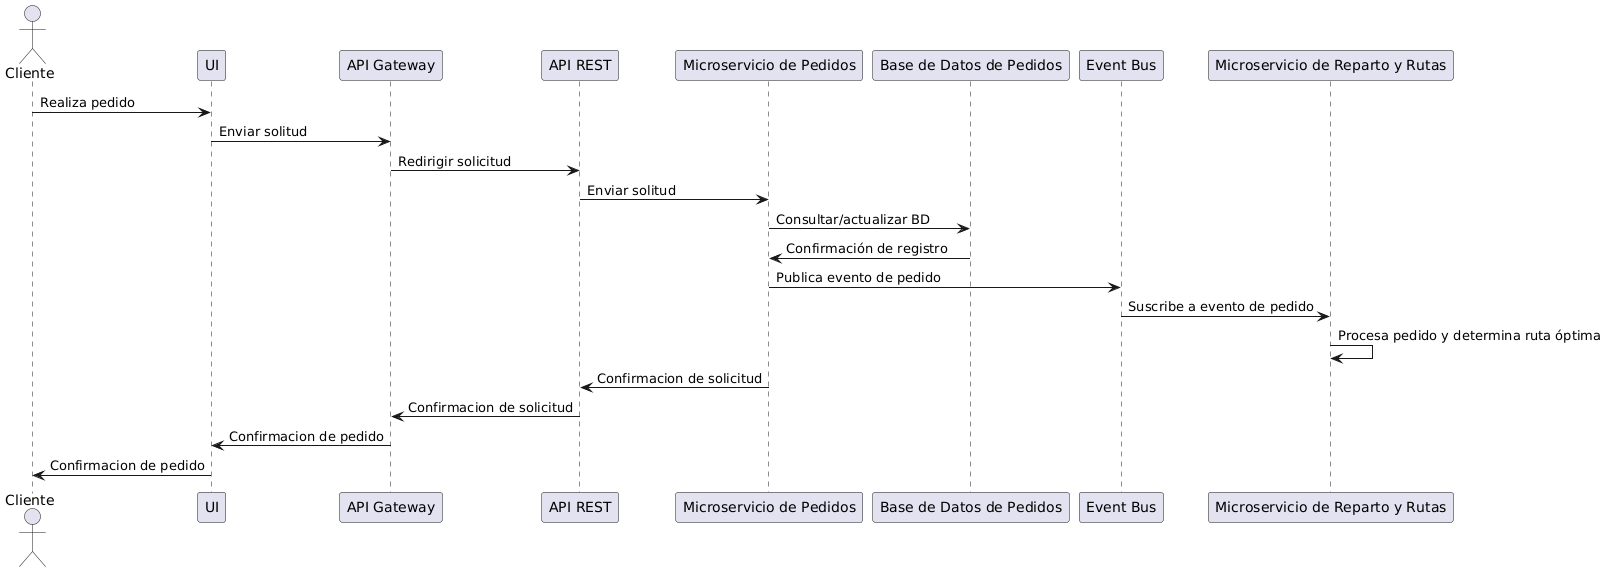 Cliente
UI
API Gateway
API REST
Microservicio de Pedidos
Base de Datos de Pedidos
Event Bus
Microservicio de Reparto y Rutas
Realiza pedido
Enviar solitud
Redirigir solicitud
Enviar solitud
Consultar/actualizar BD
Confirmación de registro
Publica evento de pedido
Suscribe a evento de pedido
Procesa pedido y determina ruta óptima
Confirmacion de solicitud
Confirmacion de solicitud
Confirmacion de pedido
Confirmacion de pedido
Cliente
UI
API Gateway
API REST
Microservicio de Pedidos
Base de Datos de Pedidos
Event Bus
Microservicio de Reparto y Rutas